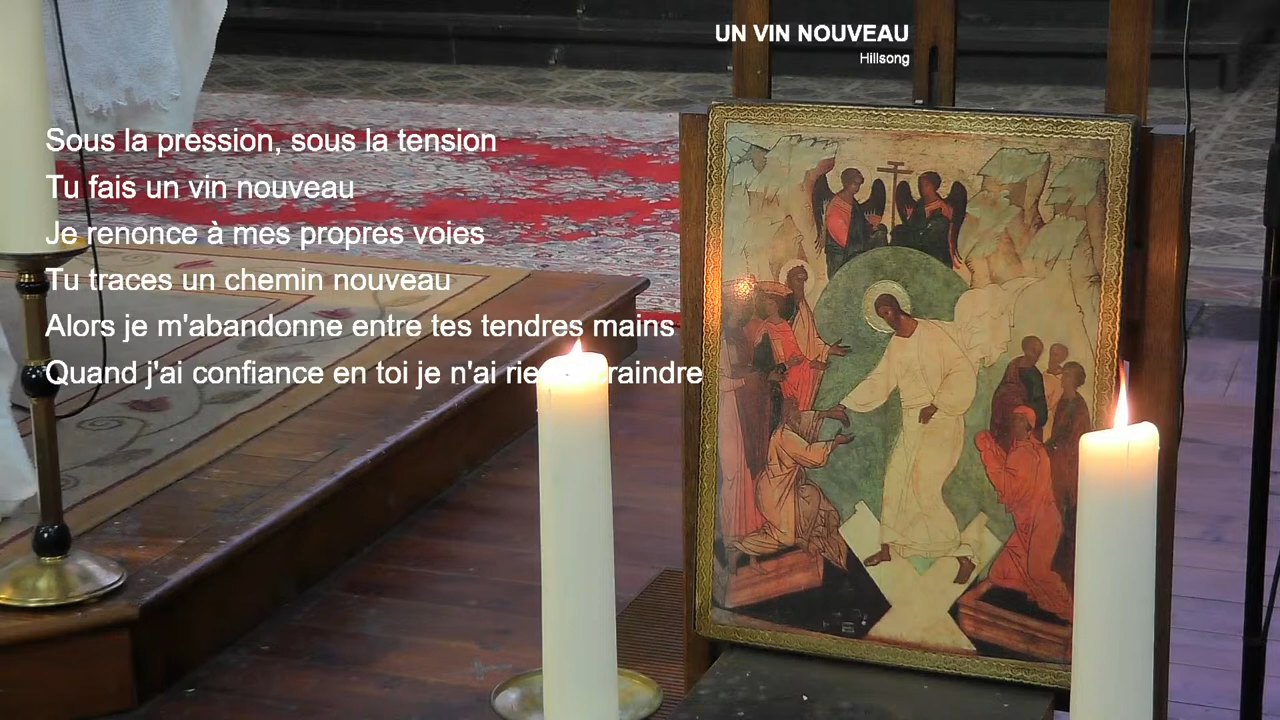 UN VIN NOUVEAU
Hillsong
Sous la pression, sous la tension
Tu fais un vin nouveau
Je renonce à mes propres voies
Tu traces un chemin nouveau
Alors je m'abandonne entre tes tendres mains
Quand j'ai confiance en toi je n'ai